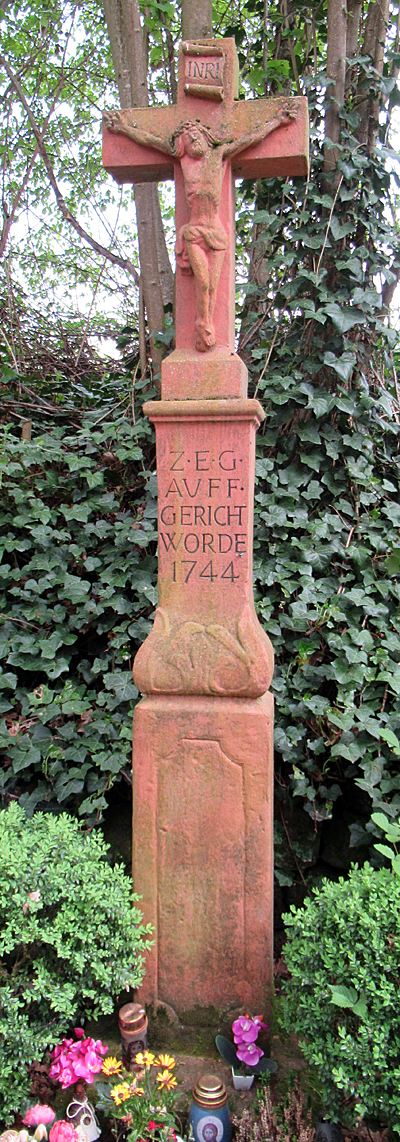 INRI
Z·E·G·
AUFF·
GERICHT
WORDE
1744